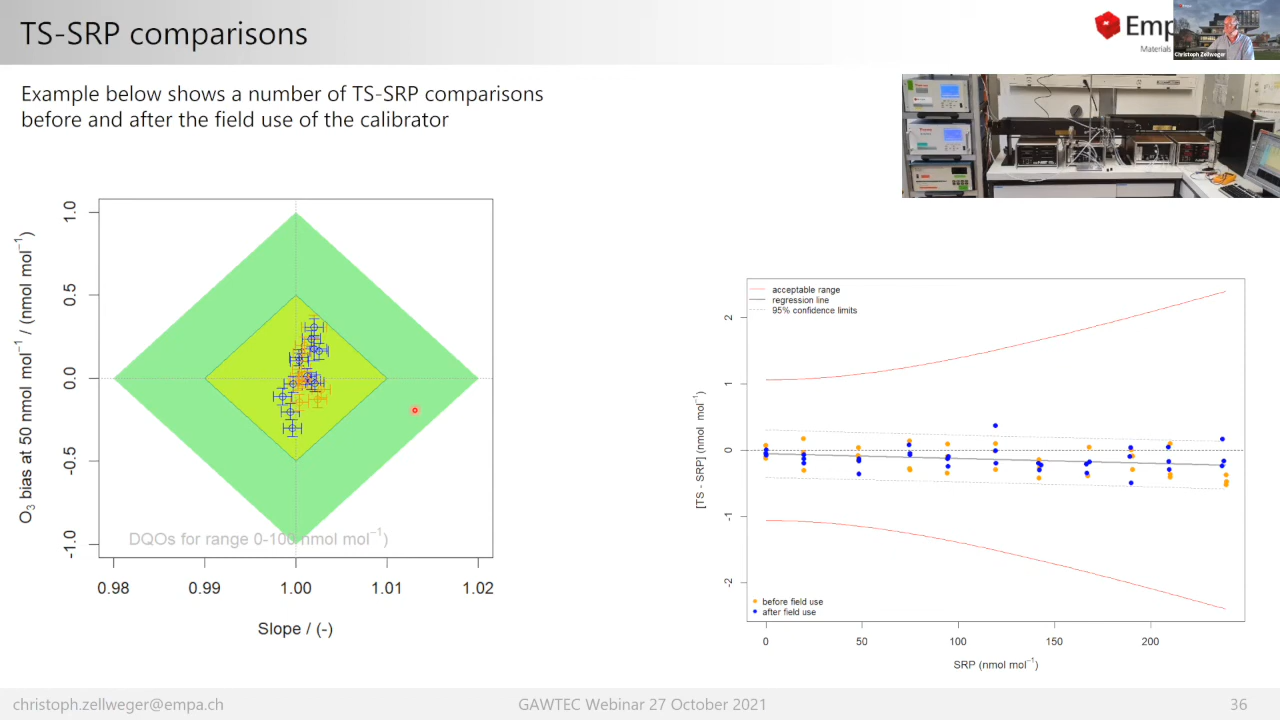 TS-SRP comparisons
Emp
Materials
Christoph Zellweger
Example below shows a number of TS-SRP comparisons
before and after the field use of the calibrator
O₃ bias at 50 nmol mol⁻¹ / (nmol mol⁻¹)
1.0
0.5
0.0
-0.5
-1.0
DQOs for range 0-100 nmol mol⁻¹)
0.98
0.99
1.00
1.01
1.02
Slope / (-)
acceptable range
regression line
95% confidence limits
[TS - SRP] (nmol mol⁻¹)
2
1
0
-1
-2
before field use
after field use
0
50
100
150
200
SRP (nmol mol⁻¹)
christoph.zellweger@empa.ch
GAWTEC Webinar 27 October 2021
36